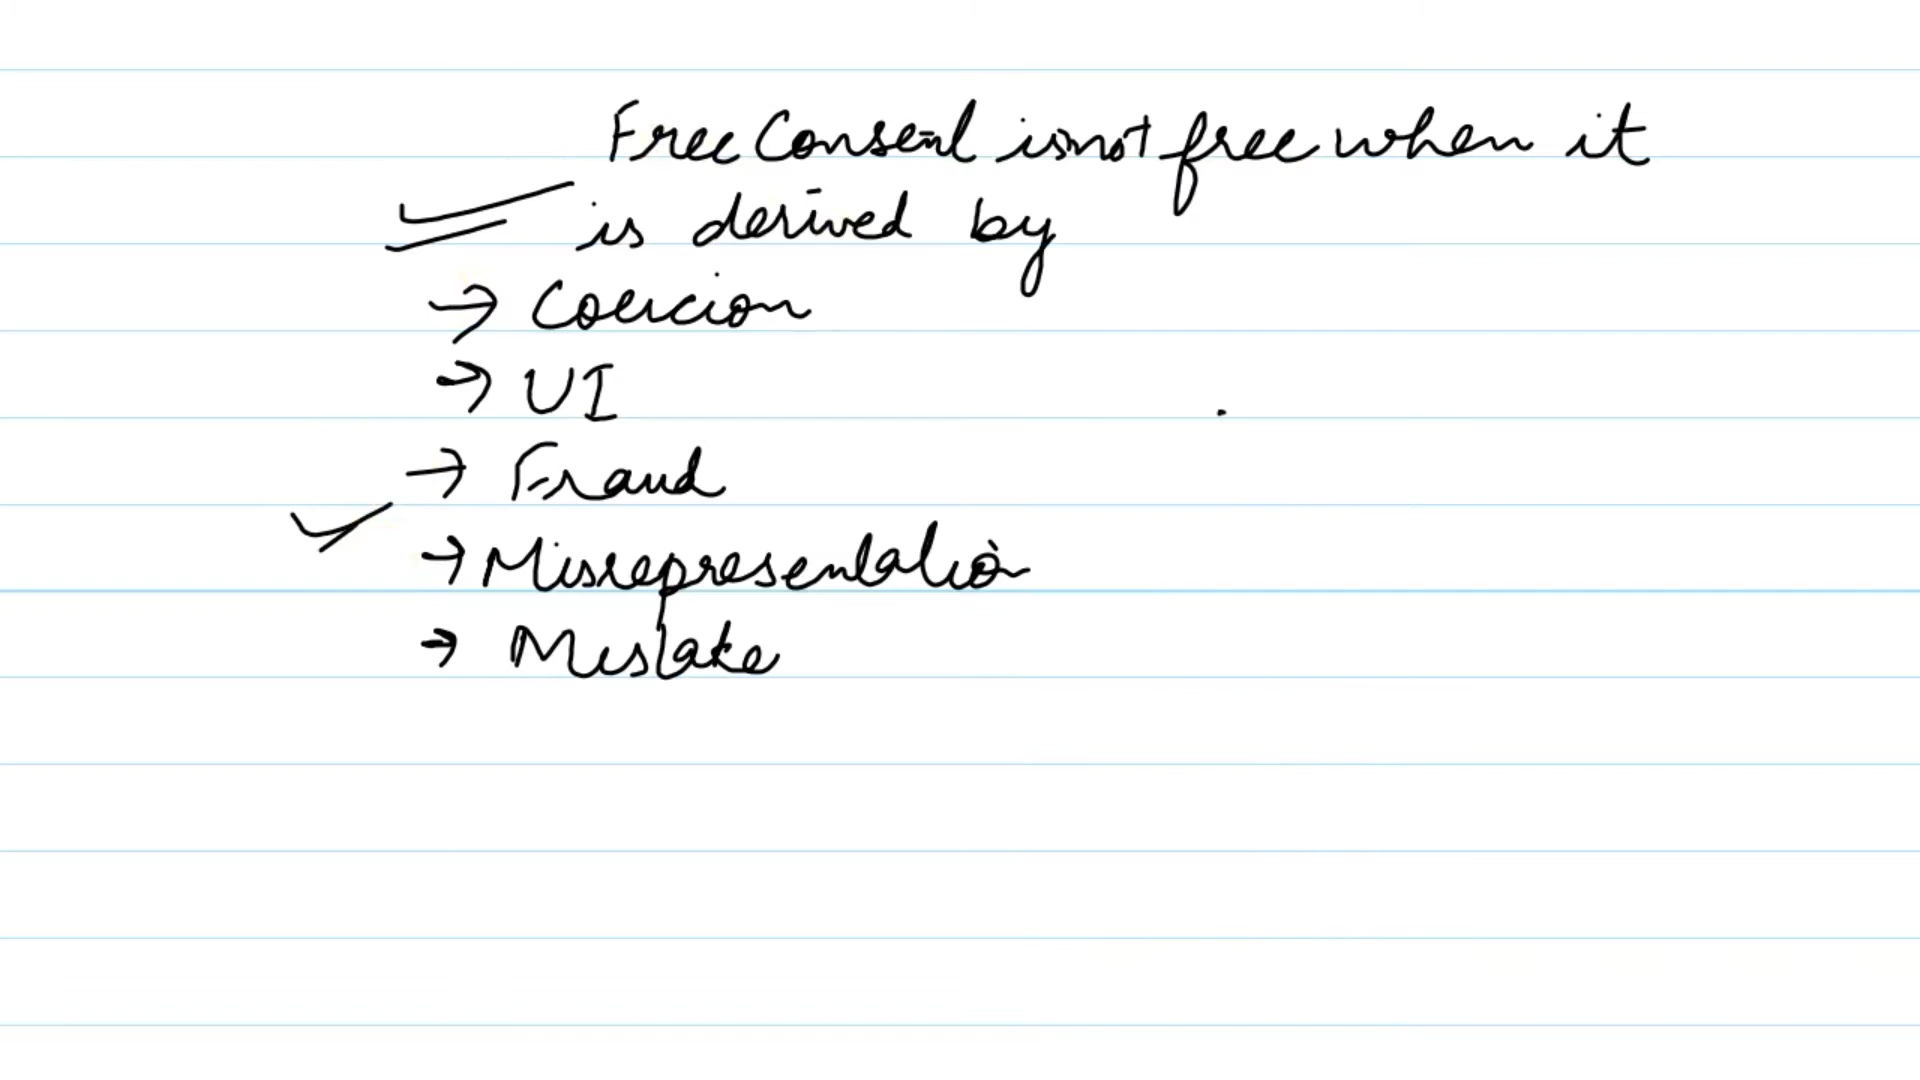 Free Consent is not free when it
is derived by
→ Coercion
→ UI
→ Fraud
→ Misrepresentation
→ Mistake